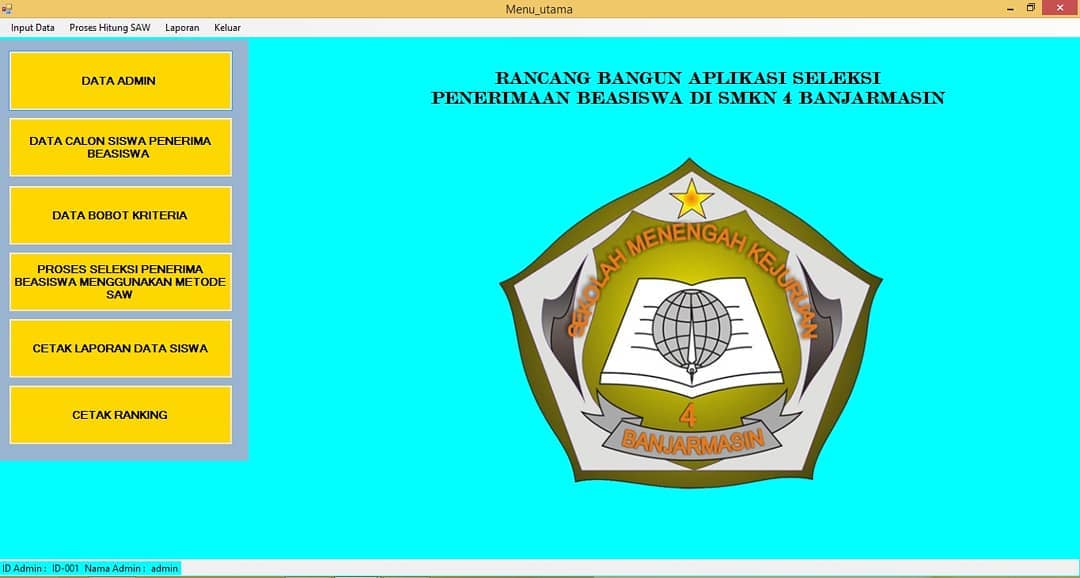 Menu_utama
Input Data Proses Hitung SAW Laporan Keluar
DATA ADMIN
DATA CALON SISWA PENERIMA
BEASISWA
DATA BOBOT KRITERIA
PROSES SELEKSI PENERIMA
BEASISWA MENGGUNAKAN METODE
SAW
CETAK LAPORAN DATA SISWA
CETAK RANKING
RANCANG BANGUN APLIKASI SELEKSI
PENERIMAAN BEASISWA DI SMKN 4 BANJARMASIN
SEKOLAH MENENGAH KEJURUAN
4
BANJARMASIN
ID Admin : ID-001 Nama Admin : admin